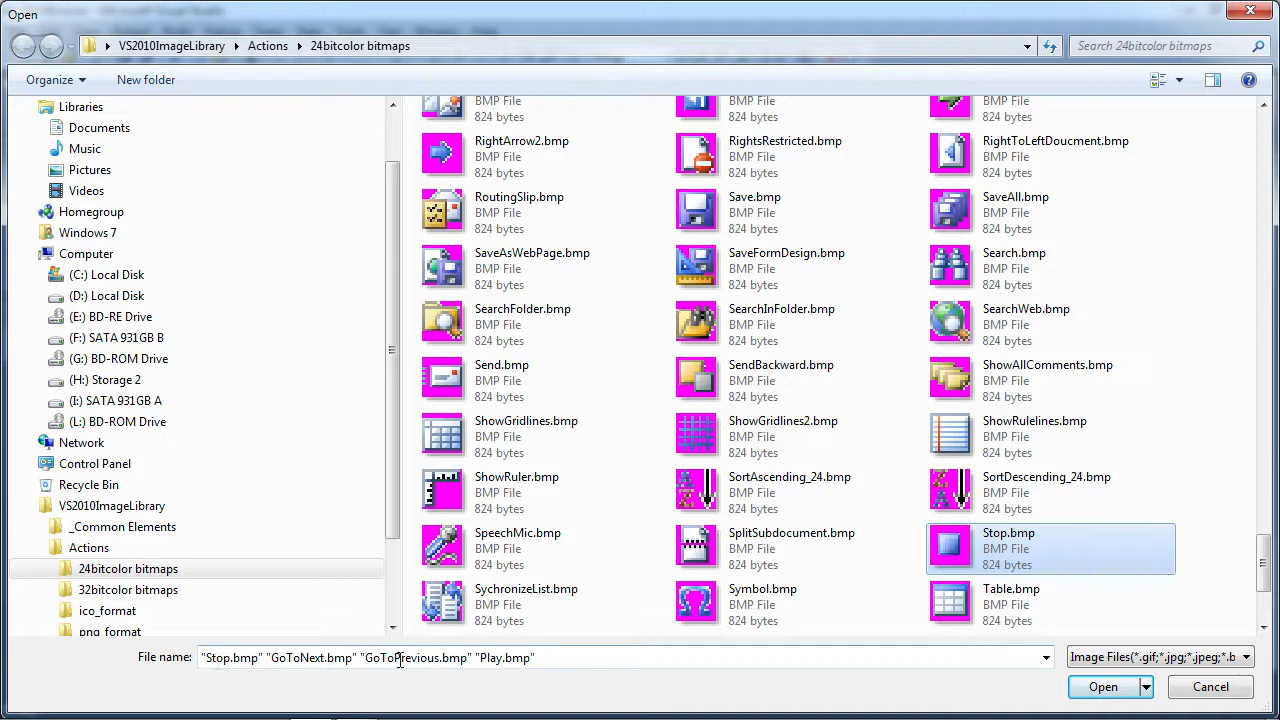 Open
VS2010ImageLibrary Actions 24bitcolor bitmaps
Search 24bitcolor bitmaps
Organize New folder
Libraries
Documents
Music
Pictures
Videos
Homegroup
Windows 7
Computer
(C:) Local Disk
(D:) Local Disk
(E:) BD-RE Drive
(F:) SATA 931GB B
(G:) BD-ROM Drive
(H:) Storage 2
(I:) SATA 931GB A
(L:) BD-ROM Drive
Network
Control Panel
Recycle Bin
VS2010ImageLibrary
_Common Elements
Actions
24bitcolor bitmaps
32bitcolor bitmaps
ico_format
png_format
BMP File BMP File BMP File
824 bytes 824 bytes 824 bytes
RightArrow2.bmp RightsRestricted.bmp RightToLeftDoucment.bmp
BMP File BMP File BMP File
824 bytes 824 bytes 824 bytes
RoutingSlip.bmp Save.bmp SaveAll.bmp
BMP File BMP File BMP File
824 bytes 824 bytes 824 bytes
SaveAsWebPage.bmp SaveFormDesign.bmp Search.bmp
BMP File BMP File BMP File
824 bytes 824 bytes 824 bytes
SearchFolder.bmp SearchInFolder.bmp SearchWeb.bmp
BMP File BMP File BMP File
824 bytes 824 bytes 824 bytes
Send.bmp SendBackward.bmp ShowAllComments.bmp
BMP File BMP File BMP File
824 bytes 824 bytes 824 bytes
ShowGridlines.bmp ShowGridlines2.bmp ShowRulelines.bmp
BMP File BMP File BMP File
824 bytes 824 bytes 824 bytes
ShowRuler.bmp SortAscending_24.bmp SortDescending_24.bmp
BMP File BMP File BMP File
824 bytes 824 bytes 824 bytes
SpeechMic.bmp SplitSubdocument.bmp Stop.bmp
BMP File BMP File BMP File
824 bytes 824 bytes 824 bytes
SychronizeList.bmp Symbol.bmp Table.bmp
BMP File BMP File BMP File
824 bytes 824 bytes 824 bytes
File name: "Stop.bmp" "GoToNext.bmp" "GoToPrevious.bmp" "Play.bmp" Image Files(*.gif;*.jpg;*.jpeg;*.b
Open Cancel